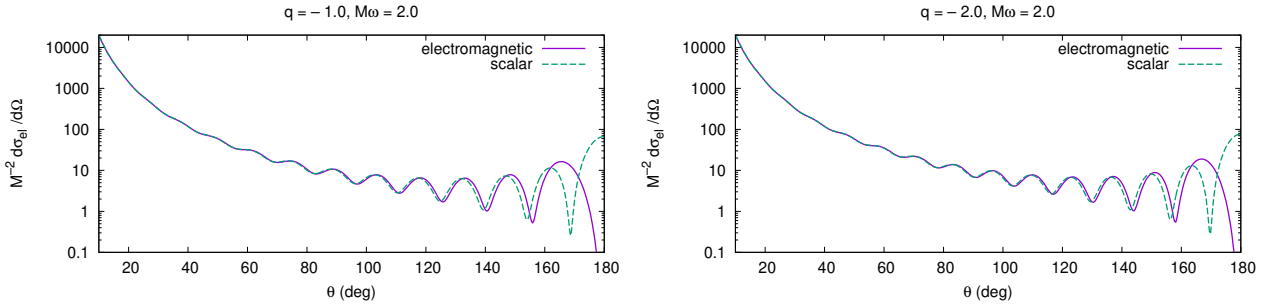 q = – 1.0, Mω = 2.0
M⁻² dσ_el /dΩ
10000
1000
100
10
1
0.1
electromagnetic
scalar
20 40 60 80 100 120 140 160 180
θ (deg)
q = – 2.0, Mω = 2.0
M⁻² dσ_el /dΩ
10000
1000
100
10
1
0.1
electromagnetic
scalar
20 40 60 80 100 120 140 160 180
θ (deg)